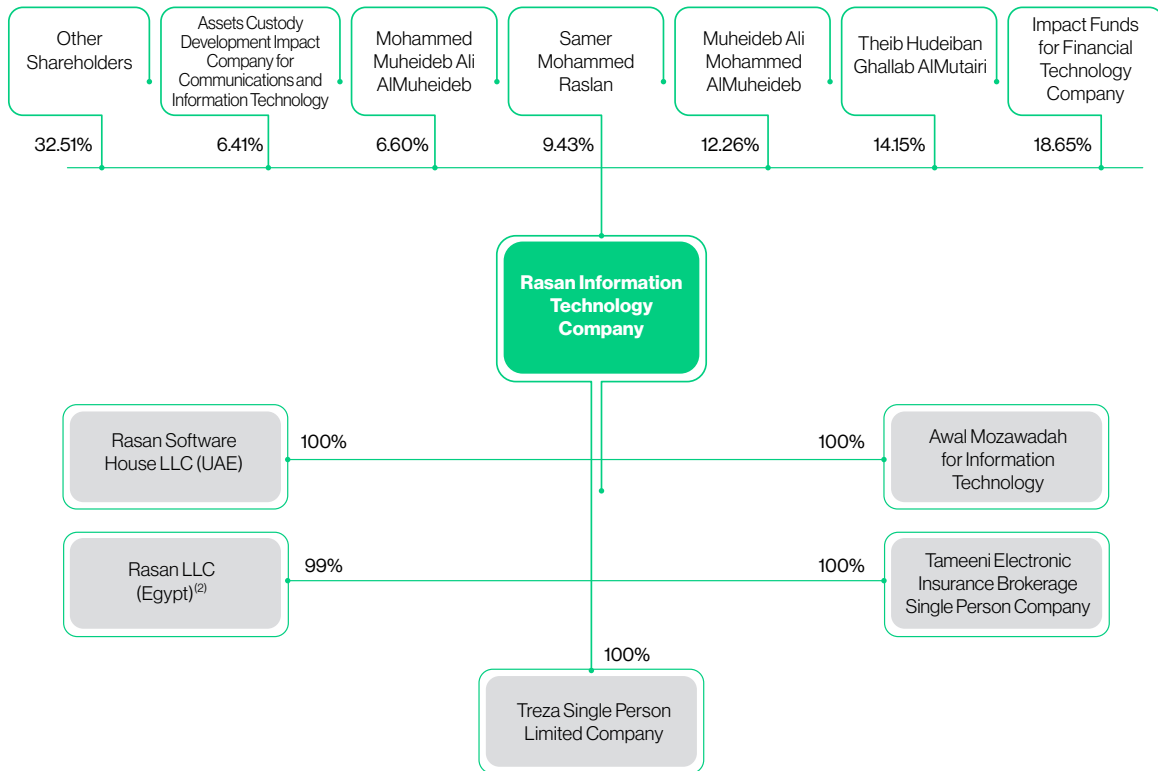 Other
Shareholders
Assets Custody
Development Impact
Company for
Communications and
Information Technology
Mohammed
Muheideb Ali
AlMuheideb
Samer
Mohammed
Raslan
Muheideb Ali
Mohammed
AlMuheideb
Theib Hudeiban
Ghallab AlMutairi
Impact Funds
for Financial
Technology
Company
32.51%
6.41%
6.60%
9.43%
12.26%
14.15%
18.65%
Rasan Information
Technology
Company
Rasan Software
House LLC (UAE)
100%
100%
Awal Mozawadah
for Information
Technology
Rasan LLC
(Egypt)(2)
99%
100%
Tameeni Electronic
Insurance Brokerage
Single Person Company
100%
Treza Single Person
Limited Company